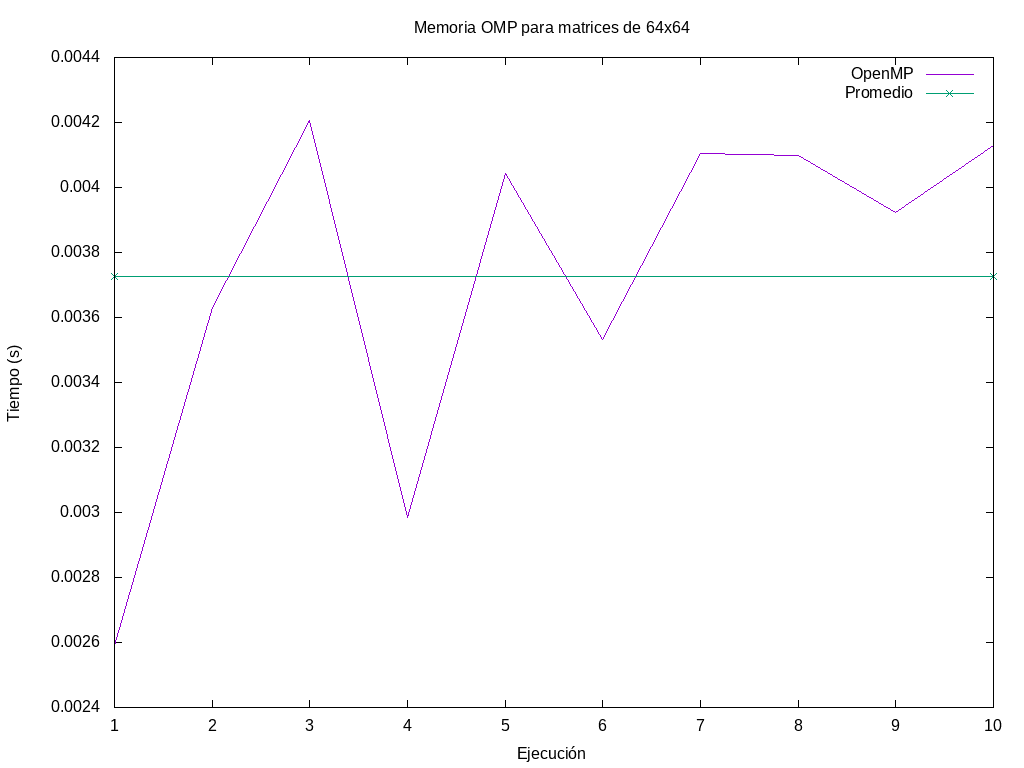 Memoria OMP para matrices de 64x64
OpenMP
Promedio
0.0044
0.0042
0.004
0.0038
0.0036
0.0034
0.0032
0.003
0.0028
0.0026
0.0024
Tiempo (s)
1 2 3 4 5 6 7 8 9 10
Ejecución